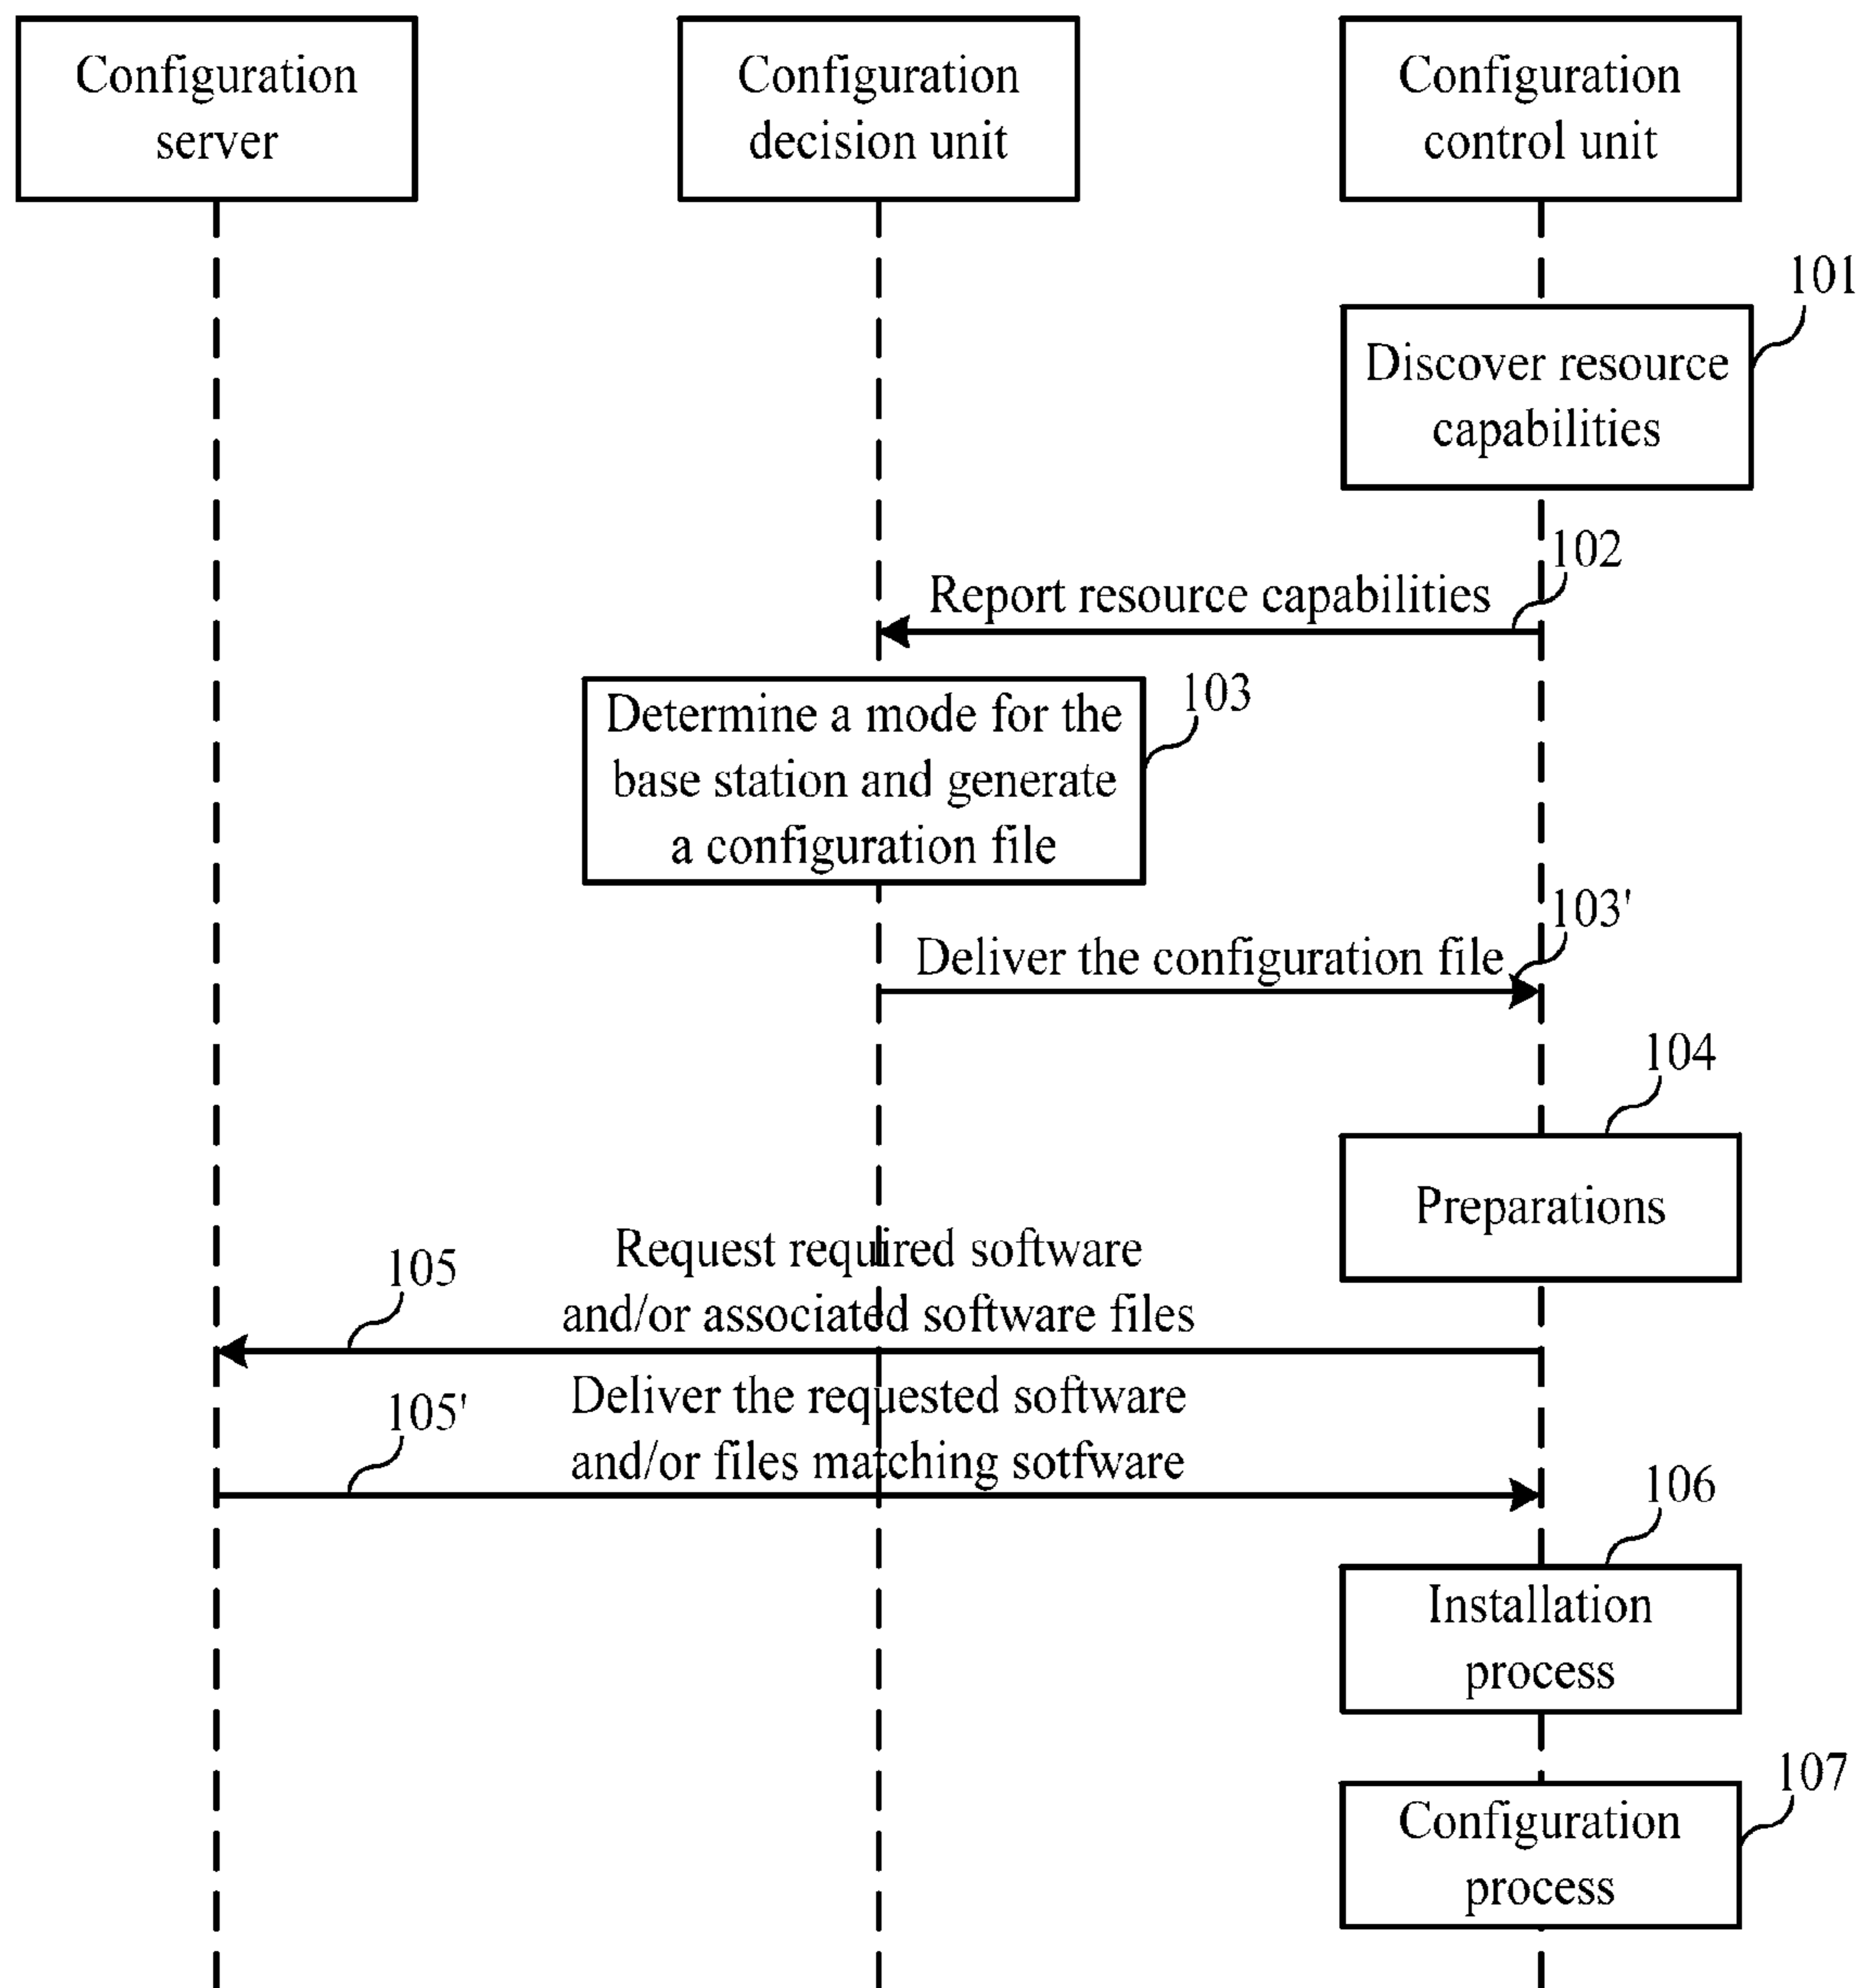 Configuration
server
Configuration
decision unit
Configuration
control unit
101
Discover resource
capabilities
102
Report resource capabilities
103
Determine a mode for the
base station and generate
a configuration file
103'
Deliver the configuration file
104
Preparations
105
Request required software
and/or associated software files
105'
Deliver the requested software
and/or files matching sotfware
106
Installation
process
107
Configuration
process